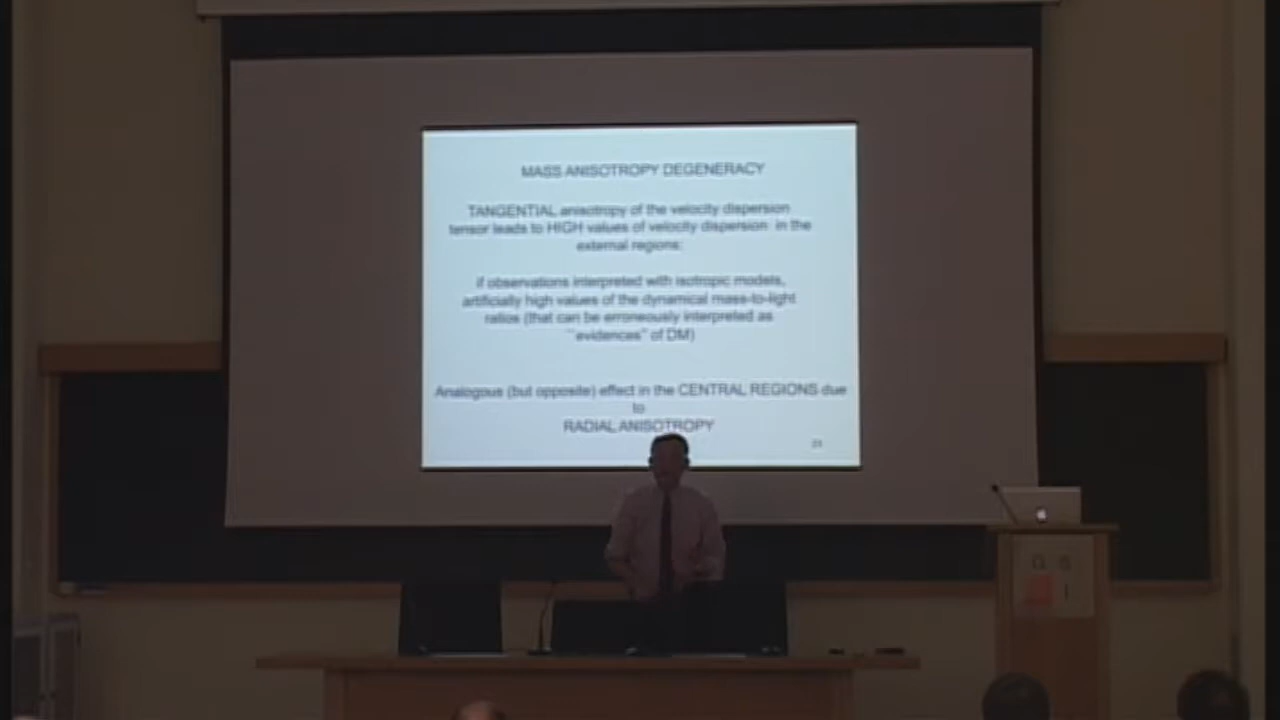 MASS ANISOTROPY DEGENERACY
TANGENTIAL anisotropy of the velocity dispersion
tensor leads to HIGH values of velocity dispersion in the
external regions:
if observations interpreted with isotropic models,
artificially high values of the dynamical mass-to-light
ratios (that can be erroneously interpreted as
``evidences" of DM)
Analogous (but opposite) effect in the CENTRAL REGIONS due
to
RADIAL ANISOTROPY
G S
I